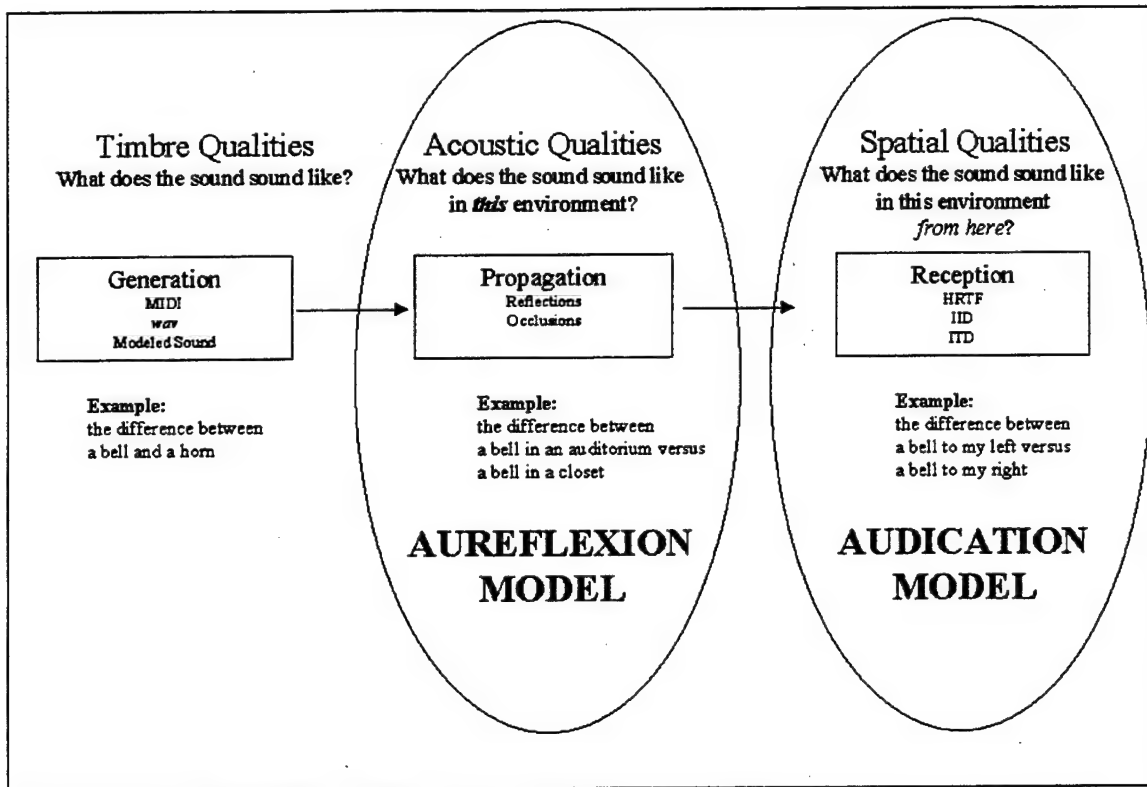 Timbre Qualities
What does the sound sound like?
Generation
MIDI
wav
Modeled Sound
Example:
the difference between
a bell and a horn
Acoustic Qualities
What does the sound sound like
in this environment?
Propagation
Reflections
Occlusions
Example:
the difference between
a bell in an auditorium versus
a bell in a closet
AUREFLEXION
MODEL
Spatial Qualities
What does the sound sound like
in this environment
from here?
Reception
HRTF
IID
ITD
Example:
the difference between
a bell to my left versus
a bell to my right
AUDICATION
MODEL